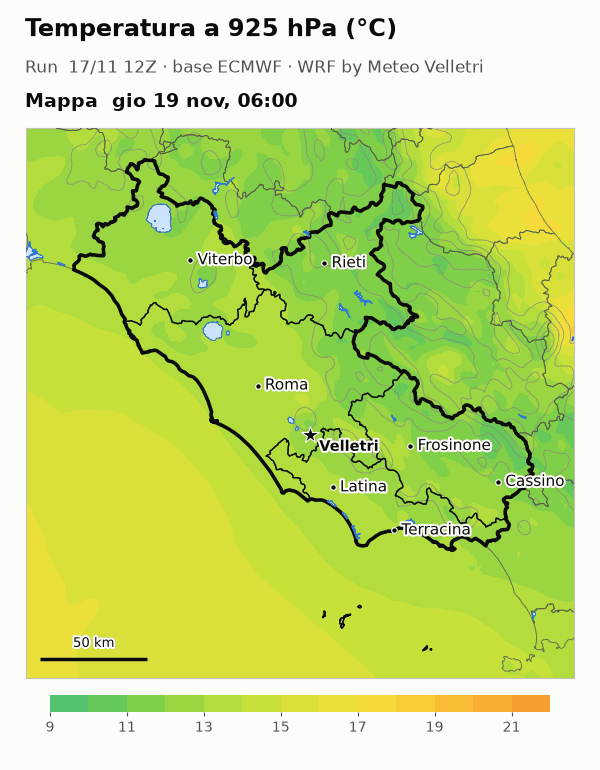 Temperatura a 925 hPa (°C)
Run  17/11 12Z · base ECMWF · WRF by Meteo Velletri
Mappa  gio 19 nov, 06:00
Viterbo
Rieti
Roma
Velletri
Frosinone
Cassino
Latina
Terracina
50 km
9 11 13 15 17 19 21